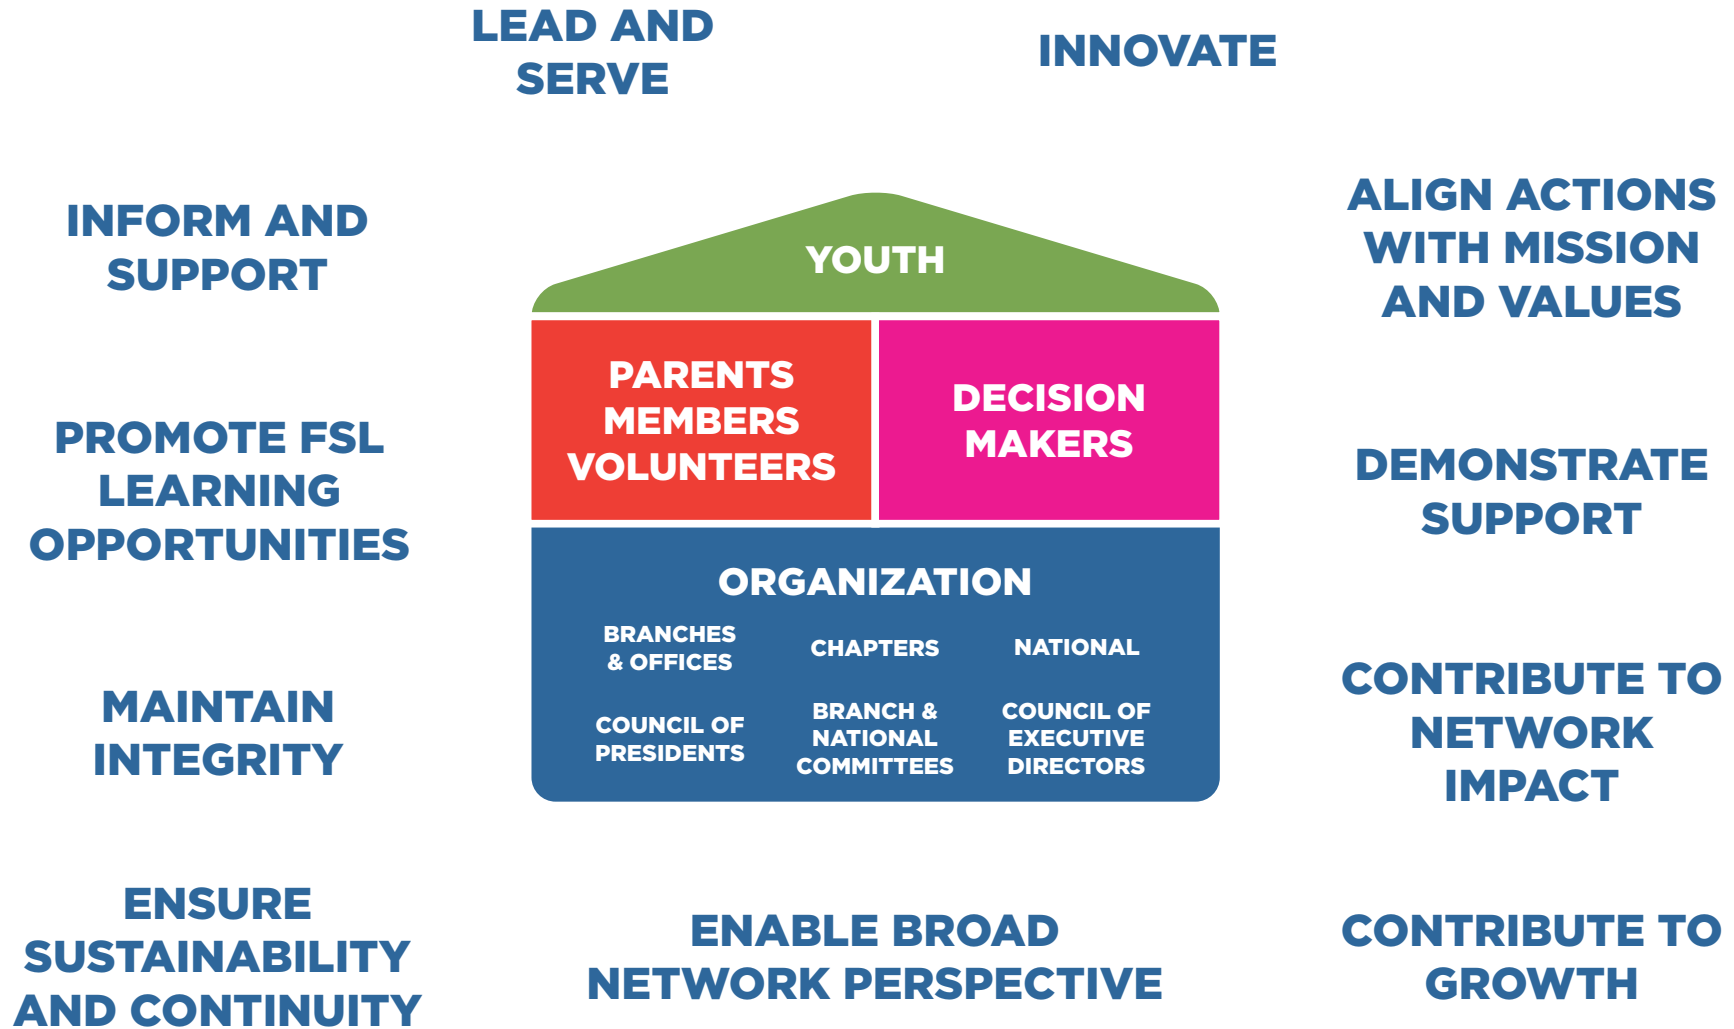 LEAD AND
SERVE
INNOVATE
INFORM AND
SUPPORT
ALIGN ACTIONS
WITH MISSION
AND VALUES
YOUTH
PARENTS
MEMBERS
VOLUNTEERS
DECISION
MAKERS
PROMOTE FSL
LEARNING
OPPORTUNITIES
DEMONSTRATE
SUPPORT
ORGANIZATION
BRANCHES
& OFFICES
CHAPTERS
NATIONAL
COUNCIL OF
PRESIDENTS
BRANCH &
NATIONAL
COMMITTEES
COUNCIL OF
EXECUTIVE
DIRECTORS
MAINTAIN
INTEGRITY
CONTRIBUTE TO
NETWORK
IMPACT
ENSURE
SUSTAINABILITY
AND CONTINUITY
ENABLE BROAD
NETWORK PERSPECTIVE
CONTRIBUTE TO
GROWTH